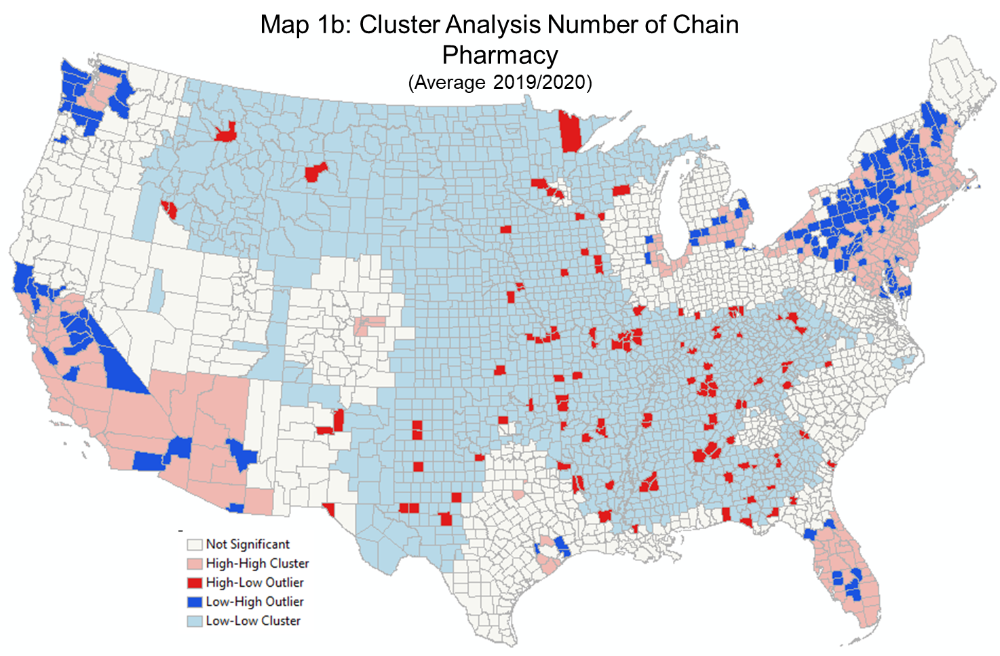 Map 1b: Cluster Analysis Number of Chain
Pharmacy
(Average 2019/2020)
Not Significant
High-High Cluster
High-Low Outlier
Low-High Outlier
Low-Low Cluster